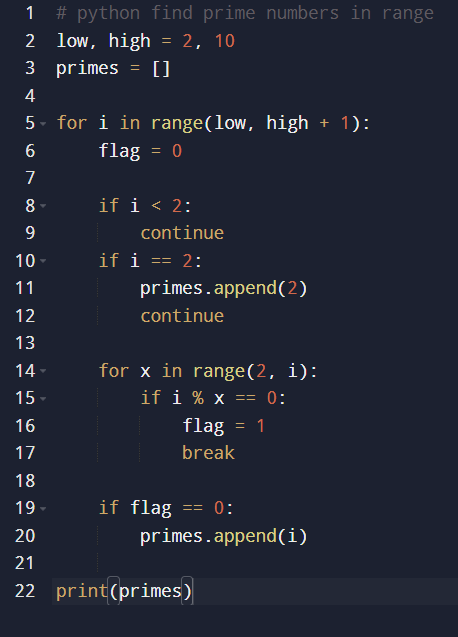 1 # python find prime numbers in range
2 low, high = 2, 10
3 primes = []
4
5 for i in range(low, high + 1):
6     flag = 0
7
8     if i < 2:
9         continue
10     if i == 2:
11         primes.append(2)
12         continue
13
14     for x in range(2, i):
15         if i % x == 0:
16             flag = 1
17             break
18
19     if flag == 0:
20         primes.append(i)
21
22 print(primes)